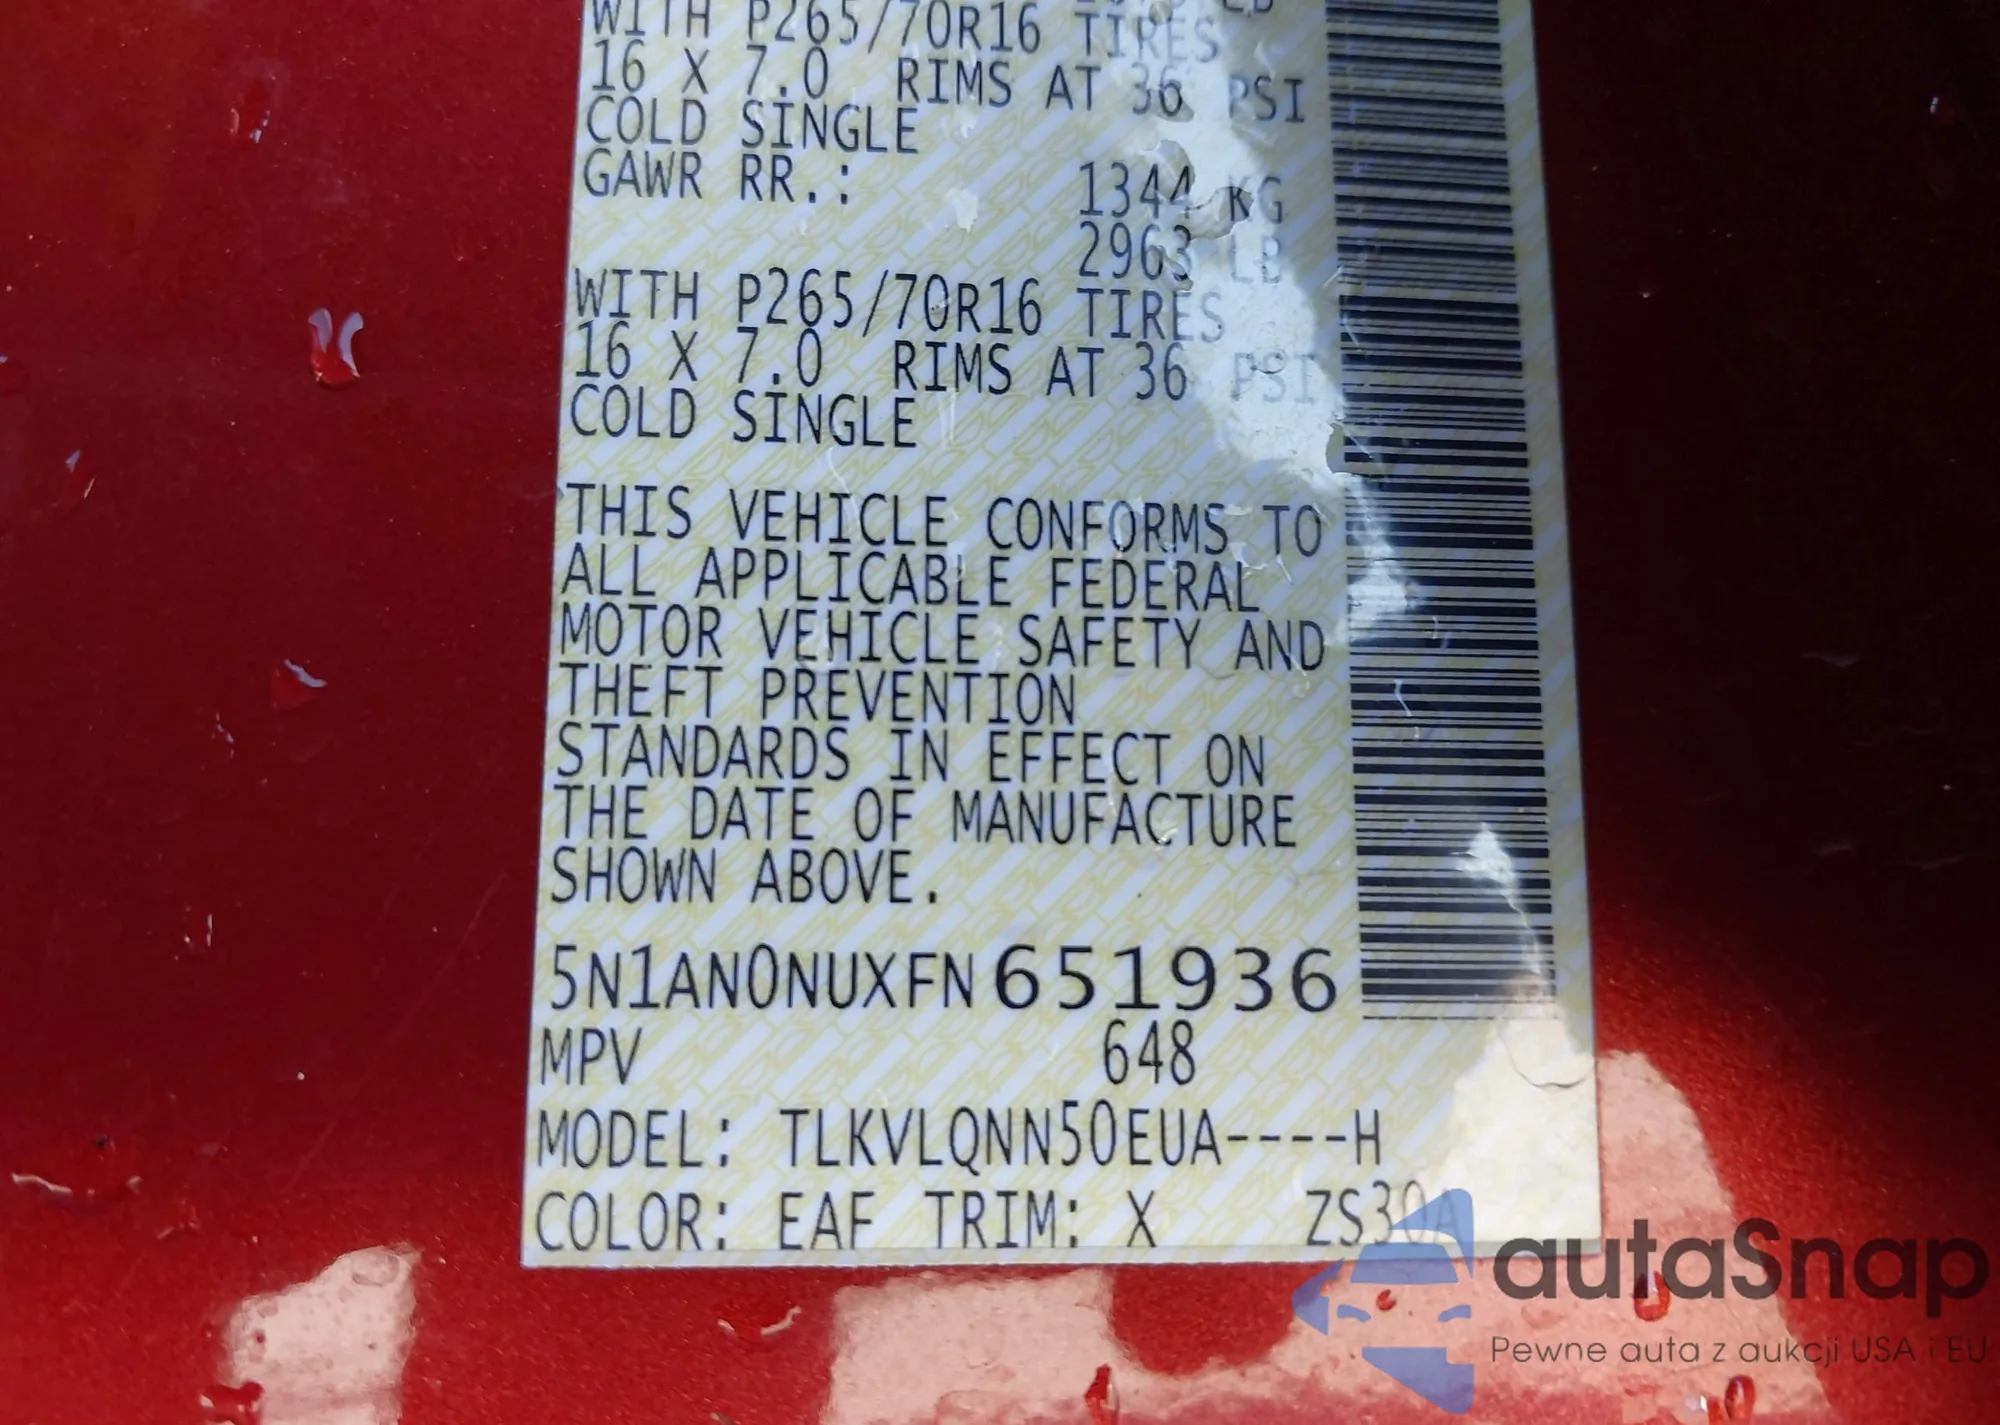 WITH P265/70R16 TIRES
16 X 7.0 RIMS AT 36 PSI
COLD SINGLE
GAWR RR.: 1344 KG
2963 LB
WITH P265/70R16 TIRES
16 X 7.0 RIMS AT 36 PSI
COLD SINGLE
THIS VEHICLE CONFORMS TO
ALL APPLICABLE FEDERAL
MOTOR VEHICLE SAFETY AND
THEFT PREVENTION
STANDARDS IN EFFECT ON
THE DATE OF MANUFACTURE
SHOWN ABOVE.
5N1AN0NUXFN651936
MPV 648
MODEL: TLKVLQNN50EUA----H
COLOR: EAF TRIM: X ZS30A
autaSnap
Pewne auta z aukcji USA i EU